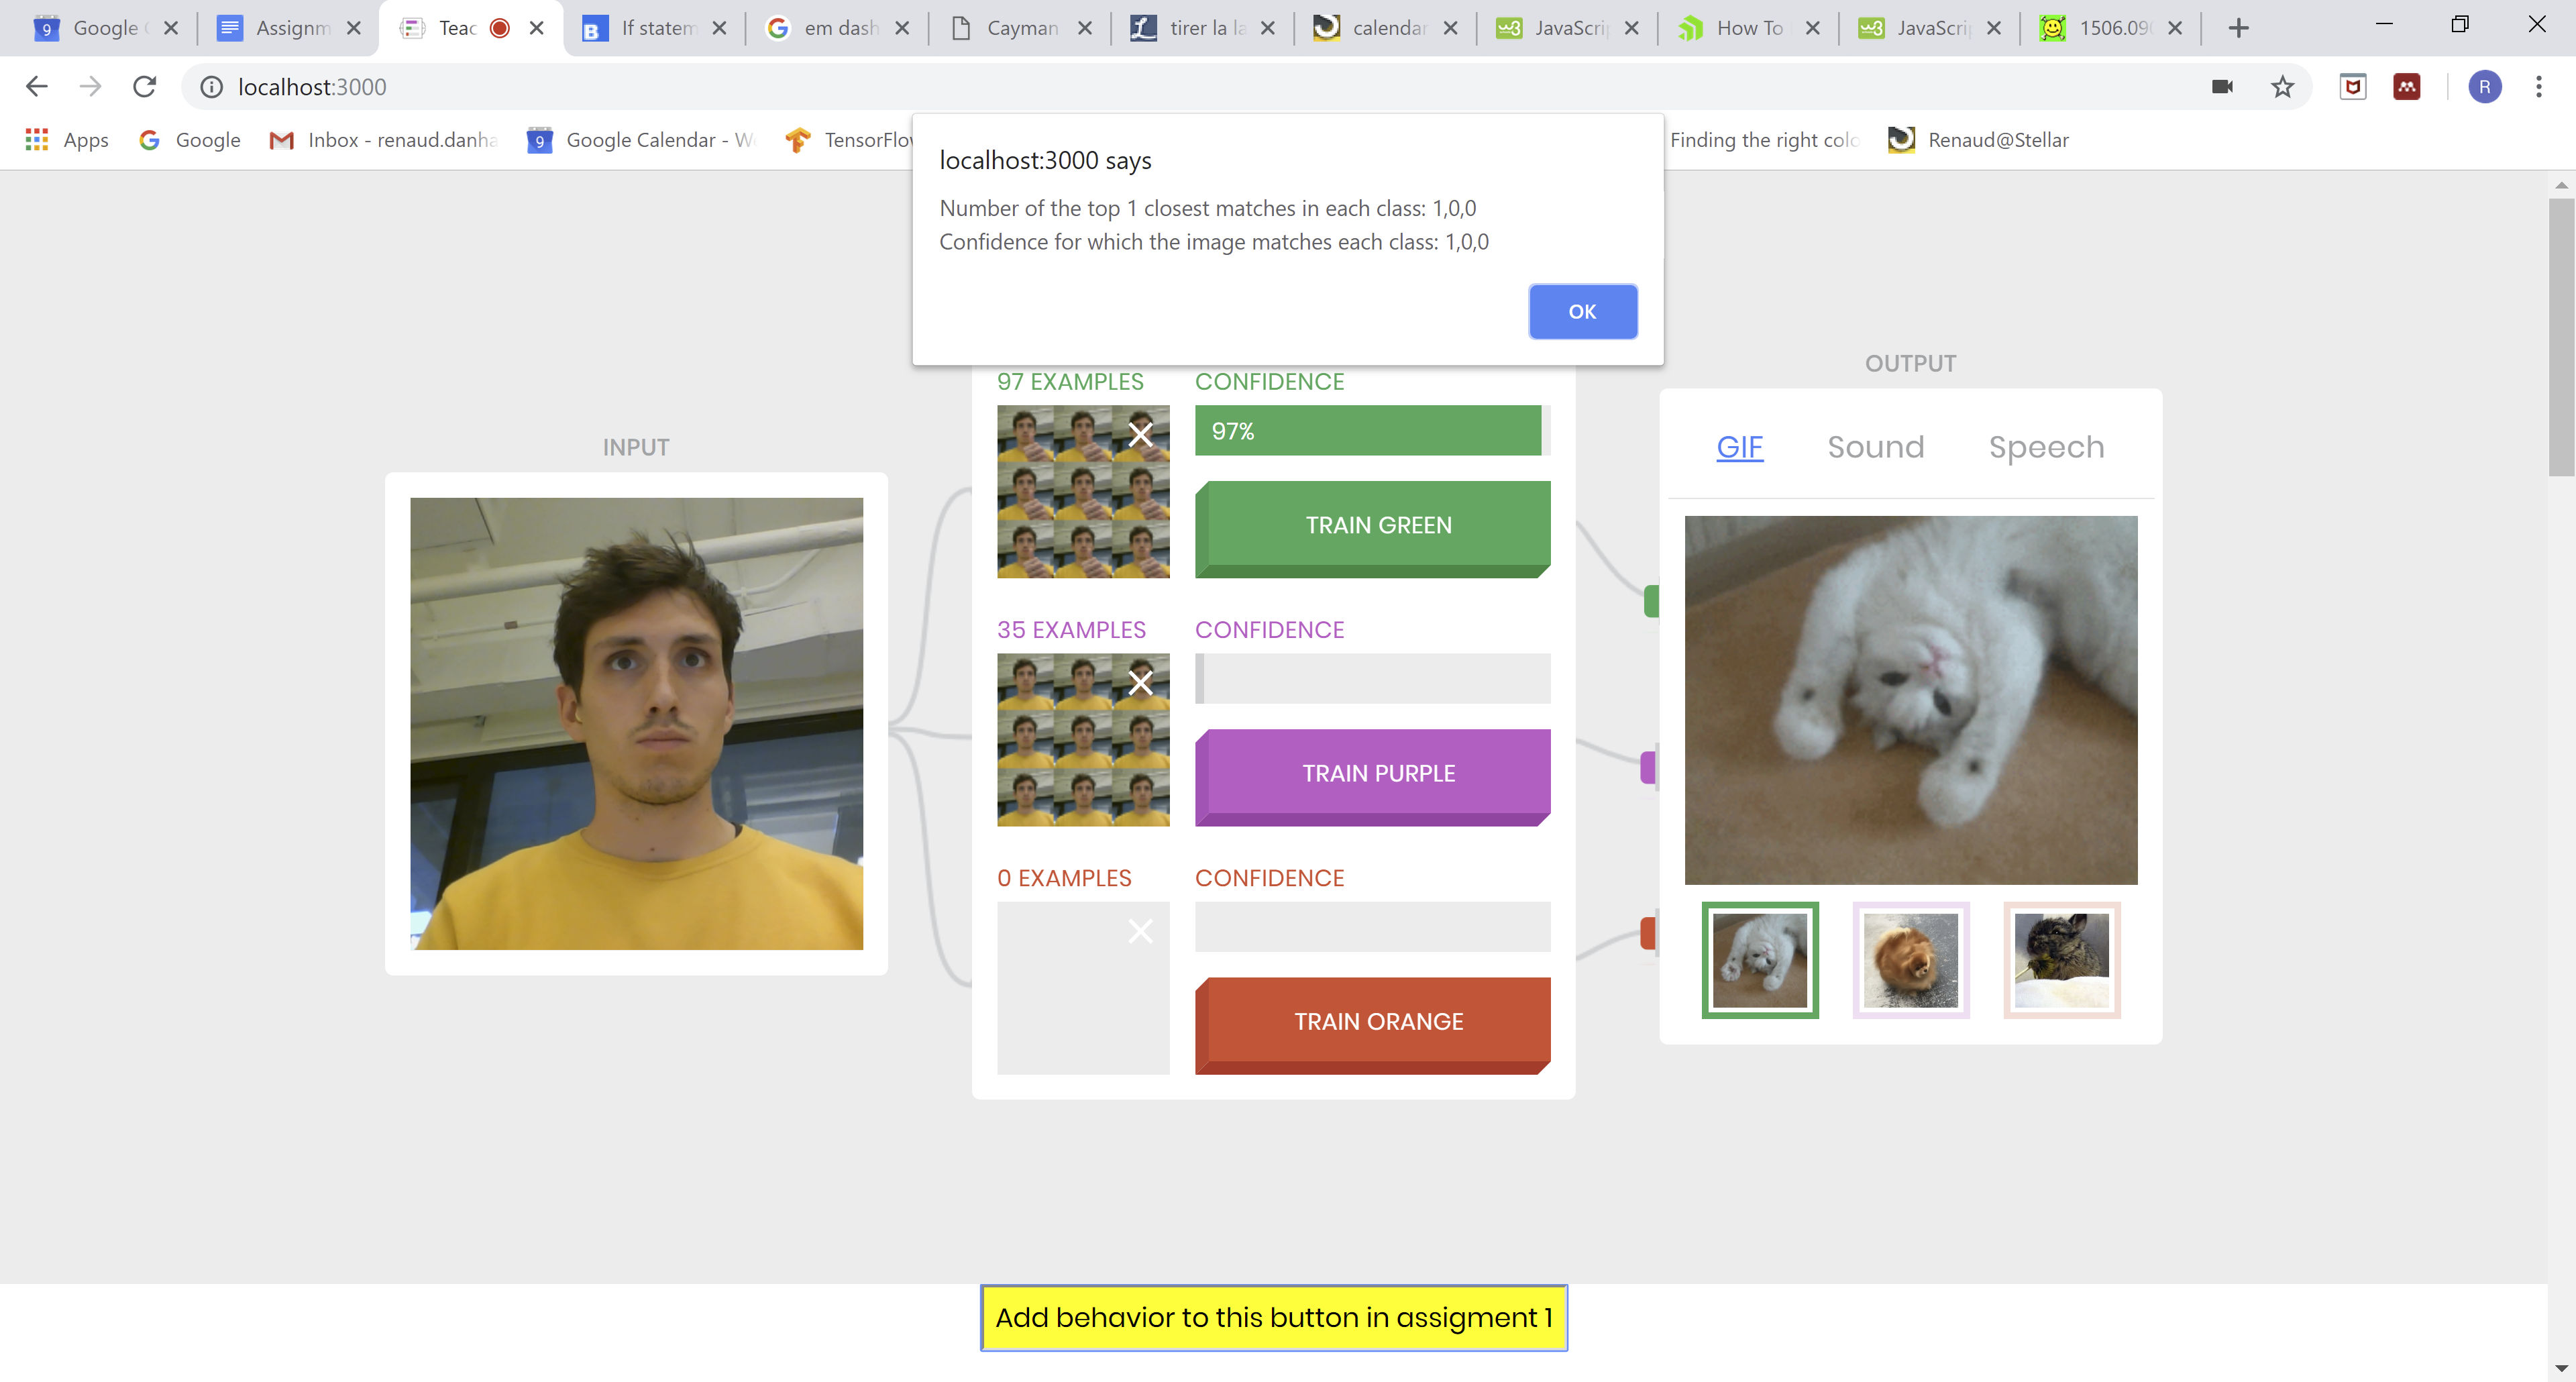 Google
Assignm
Teac
If statem
em dash
Cayman
tirer la la
calendar
JavaScri
How To
JavaScri
1506.09
localhost:3000
R
Apps
Google
Inbox - renaud.danha
Google Calendar - We
TensorFlow
Finding the right colo
Renaud@Stellar
localhost:3000 says
Number of the top 1 closest matches in each class: 1,0,0
Confidence for which the image matches each class: 1,0,0
OK
INPUT
97 EXAMPLES
CONFIDENCE
97%
TRAIN GREEN
35 EXAMPLES
CONFIDENCE
TRAIN PURPLE
0 EXAMPLES
CONFIDENCE
TRAIN ORANGE
OUTPUT
GIF
Sound
Speech
Add behavior to this button in assigment 1